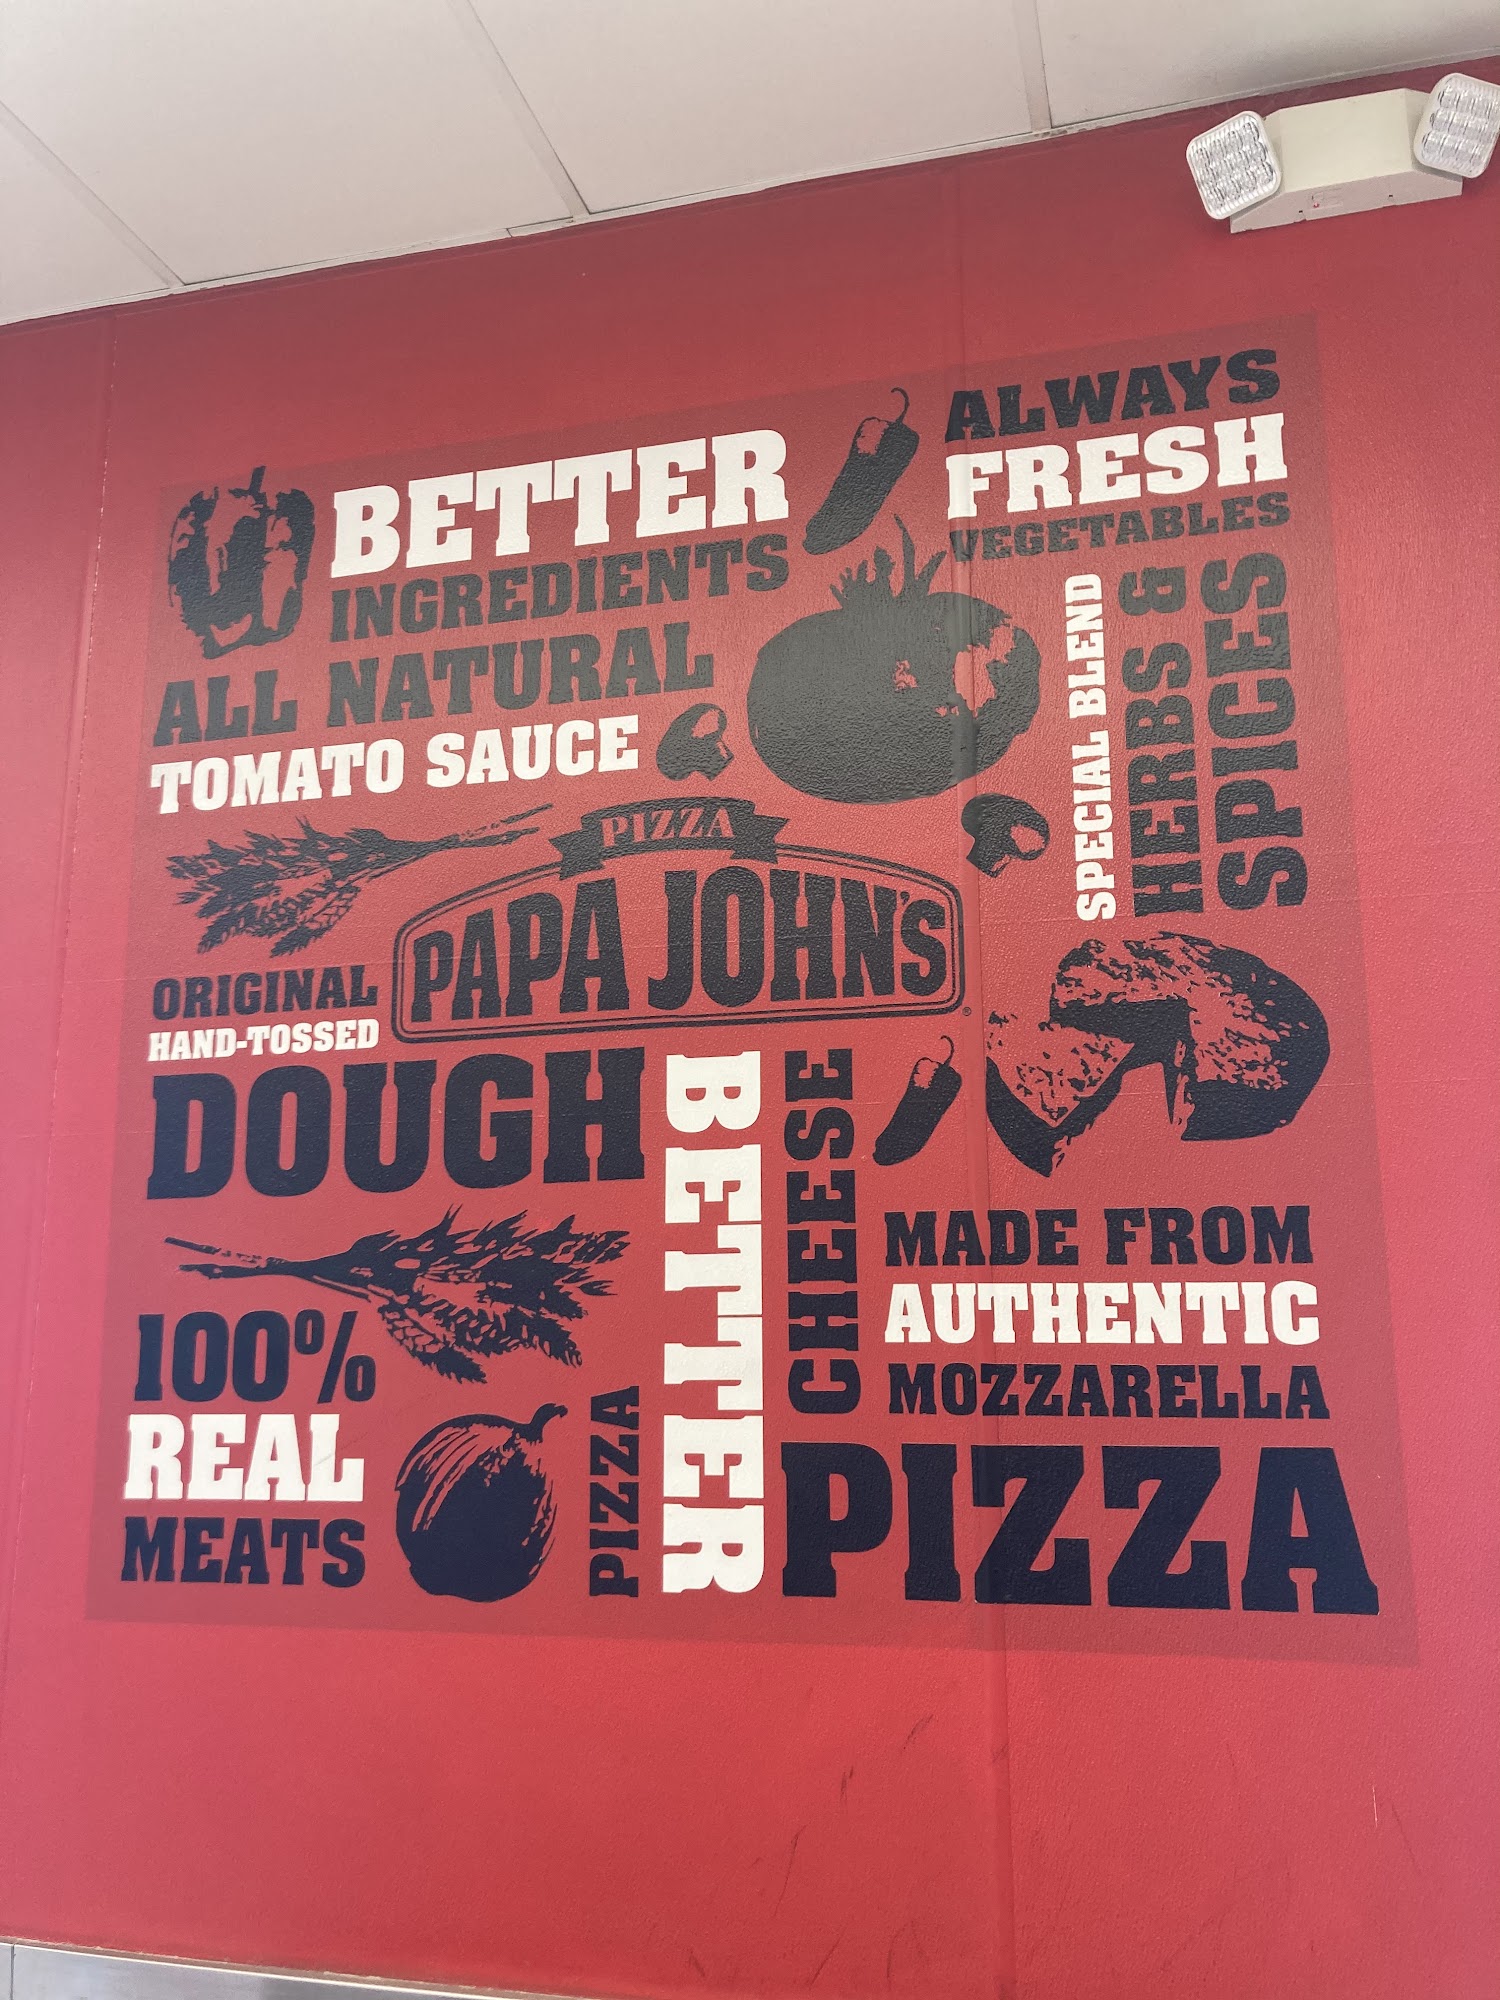 BETTER
INGREDIENTS
ALL NATURAL
TOMATO SAUCE
ALWAYS
FRESH
VEGETABLES
SPECIAL BLEND
HERBS &
SPICES
PIZZA
PAPA JOHN'S
®
ORIGINAL
HAND-TOSSED
DOUGH
BETTER
CHEESE
MADE FROM
AUTHENTIC
MOZZARELLA
100%
REAL
MEATS
PIZZA
PIZZA